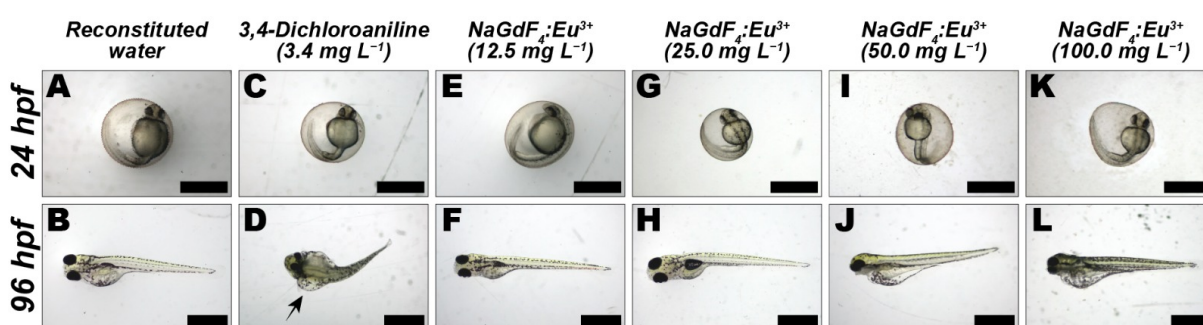 Reconstituted water
3,4-Dichloroaniline (3.4 mg L⁻¹)
NaGdF₄:Eu³⁺ (12.5 mg L⁻¹)
NaGdF₄:Eu³⁺ (25.0 mg L⁻¹)
NaGdF₄:Eu³⁺ (50.0 mg L⁻¹)
NaGdF₄:Eu³⁺ (100.0 mg L⁻¹)
24 hpf
A
C
E
G
I
K
96 hpf
B
D
F
H
J
L